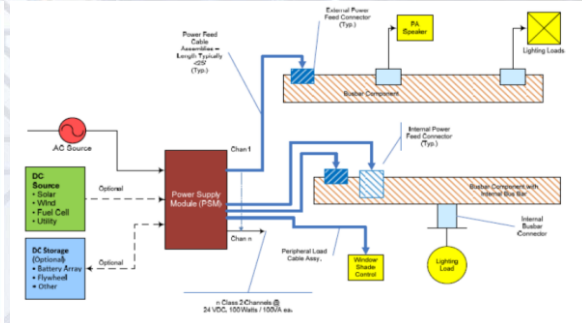 External Power
Feed Connector
(Typ.)
Power Feed
Cable
Assemblies –
Length Typically
<25'
(Typ.)
PA
Speaker
Lighting Loads
Busbar Component
AC Source
Chan 1
Internal Power
Feed Connector
(Typ.)
DC
Source
• Solar
• Wind
• Fuel Cell
• Utility
Optional
Power Supply
Module (PSM)
Busbar Component with
Internal Bus Bar
Internal
Busbar
Connector
Chan n
DC Storage
(Optional)
• Battery Array
• Flywheel
• Other
Optional
Peripheral Load
Cable Assy.
Window
Shade
Control
Lighting
Load
n Class 2 Channels @
24 VDC, 100 Watts / 100VA ea.